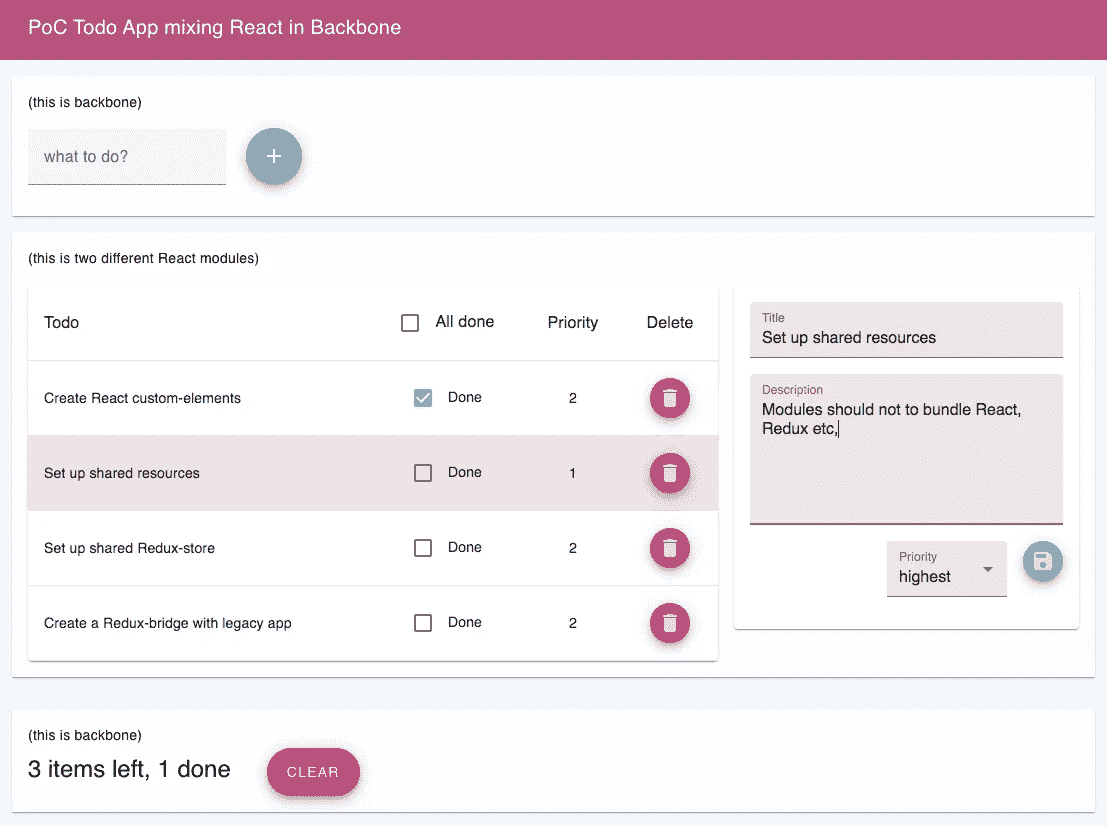 PoC Todo App mixing React in Backbone
(this is backbone)
what to do?
(this is two different React modules)
Todo All done Priority Delete
Create React custom-elements Done 2
Set up shared resources Done 1
Set up shared Redux-store Done 2
Create a Redux-bridge with legacy app Done 2
Title
Set up shared resources
Description
Modules should not to bundle React,
Redux etc,
Priority
highest
(this is backbone)
3 items left, 1 done
CLEAR